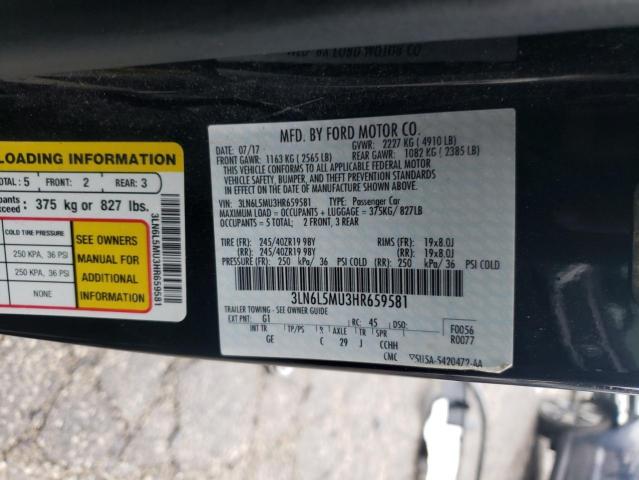 LOADING INFORMATION
TOTAL: 5 FRONT: 2 REAR: 3
375 kg or 827 lbs.
COLD TIRE PRESSURE
250 KPA, 36 PSI
250 KPA, 36 PSI
NONE
SEE OWNERS
MANUAL FOR
ADDITIONAL
INFORMATION
3LN6L5MU3HR659581
MFD. BY FORD MOTOR CO.
DATE: 07/17 GVWR: 2227 KG ( 4910 LB)
FRONT GAWR: 1163 KG ( 2565 LB) REAR GAWR: 1082 KG ( 2385 LB)
THIS VEHICLE CONFORMS TO ALL APPLICABLE FEDERAL MOTOR
VEHICLE SAFETY, BUMPER, AND THEFT PREVENTION STANDARDS
IN EFFECT ON THE DATE OF MANUFACTURE SHOWN ABOVE.
VIN: 3LN6L5MU3HR659581 TYPE: Passenger Car
MAXIMUM LOAD = OCCUPANTS + LUGGAGE = 375KG/ 827LB
OCCUPANTS = 5 TOTAL; 2 FRONT, 3 REAR
TIRE (FR): 245/40ZR19 98Y RIMS (FR): 19x8.0J
(RR): 245/40ZR19 98Y (RR): 19x8.0J
PRESSURE (FR): 250 kPa/ 36 PSI COLD (RR): 250 kPa/ 36 PSI COLD
3LN6L5MU3HR659581
TRAILER TOWING - SEE OWNER GUIDE
EXT PNT: G1 RC: 45 DSO: F0056
INT TR TP/PS R AXLE TR SPR R0077
GE C 29 J CCHH
CMC 5U5A-5420472-AA